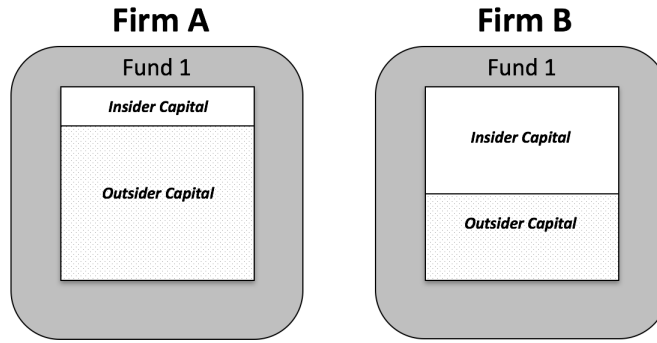 Firm A
Fund 1
Insider Capital
Outsider Capital
Firm B
Fund 1
Insider Capital
Outsider Capital